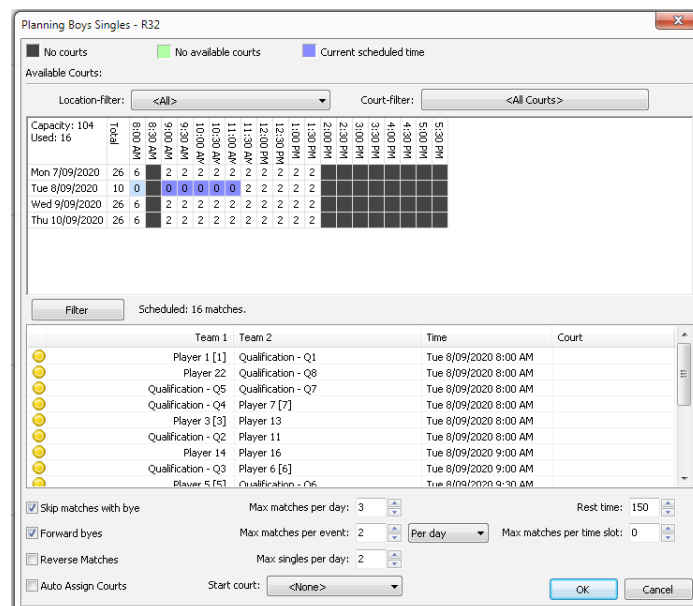 Planning Boys Singles - R32
No courts No available courts Current scheduled time
Available Courts:
Location-filter: <All> Court-filter: <All Courts>
Capacity: 104
Used: 16
Total 8:00 AM 8:30 AM 9:00 AM 9:30 AM 10:00 AM 10:30 AM 11:00 AM 11:30 AM 12:00 PM 12:30 PM 1:00 PM 1:30 PM 2:00 PM 2:30 PM 3:00 PM 3:30 PM 4:00 PM 4:30 PM 5:00 PM 5:30 PM
Mon 7/09/2020 26 6 2 2 2 2 2 2 2 2 2 2
Tue 8/09/2020 10 0 0 0 0 0 0 2 2 2 2 2
Wed 9/09/2020 26 6 2 2 2 2 2 2 2 2 2 2
Thu 10/09/2020 26 6 2 2 2 2 2 2 2 2 2 2
Filter Scheduled: 16 matches.
Team 1 Team 2 Time Court
Player 1 [1] Qualification - Q1 Tue 8/09/2020 8:00 AM
Player 22 Qualification - Q8 Tue 8/09/2020 8:00 AM
Qualification - Q5 Qualification - Q7 Tue 8/09/2020 8:00 AM
Qualification - Q4 Player 7 [7] Tue 8/09/2020 8:00 AM
Player 3 [3] Player 13 Tue 8/09/2020 8:00 AM
Qualification - Q2 Player 11 Tue 8/09/2020 8:00 AM
Player 14 Player 16 Tue 8/09/2020 9:00 AM
Qualification - Q3 Player 6 [6] Tue 8/09/2020 9:00 AM
Player 5 [5] Qualification - Q6 Tue 8/09/2020 9:30 AM
Skip matches with bye Max matches per day: 3 Rest time: 150
Forward byes Max matches per event: 2 Per day Max matches per time slot: 0
Reverse Matches Max singles per day: 2
Auto Assign Courts Start court: <None> OK Cancel